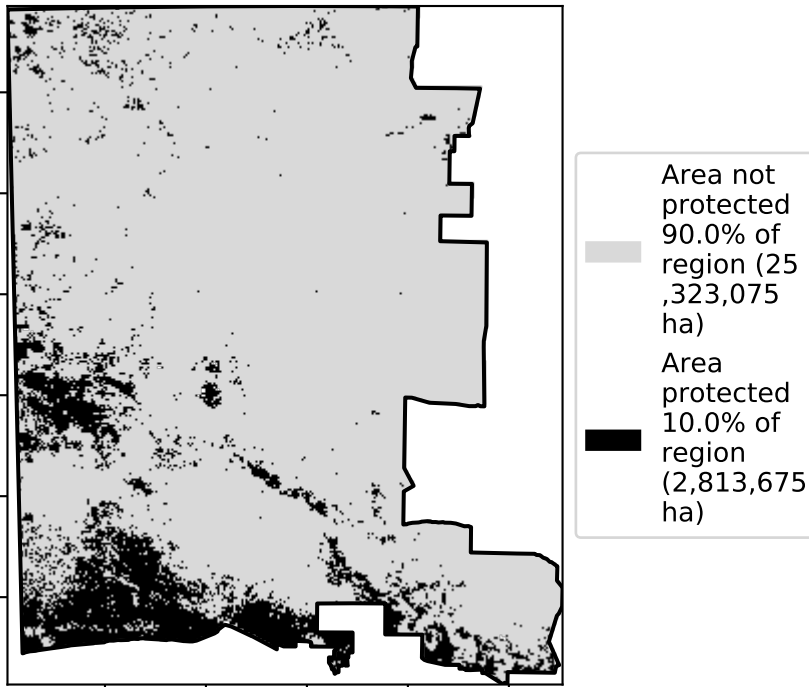 Area not
protected
90.0% of
region (25
,323,075
ha)
Area
protected
10.0% of
region
(2,813,675
ha)